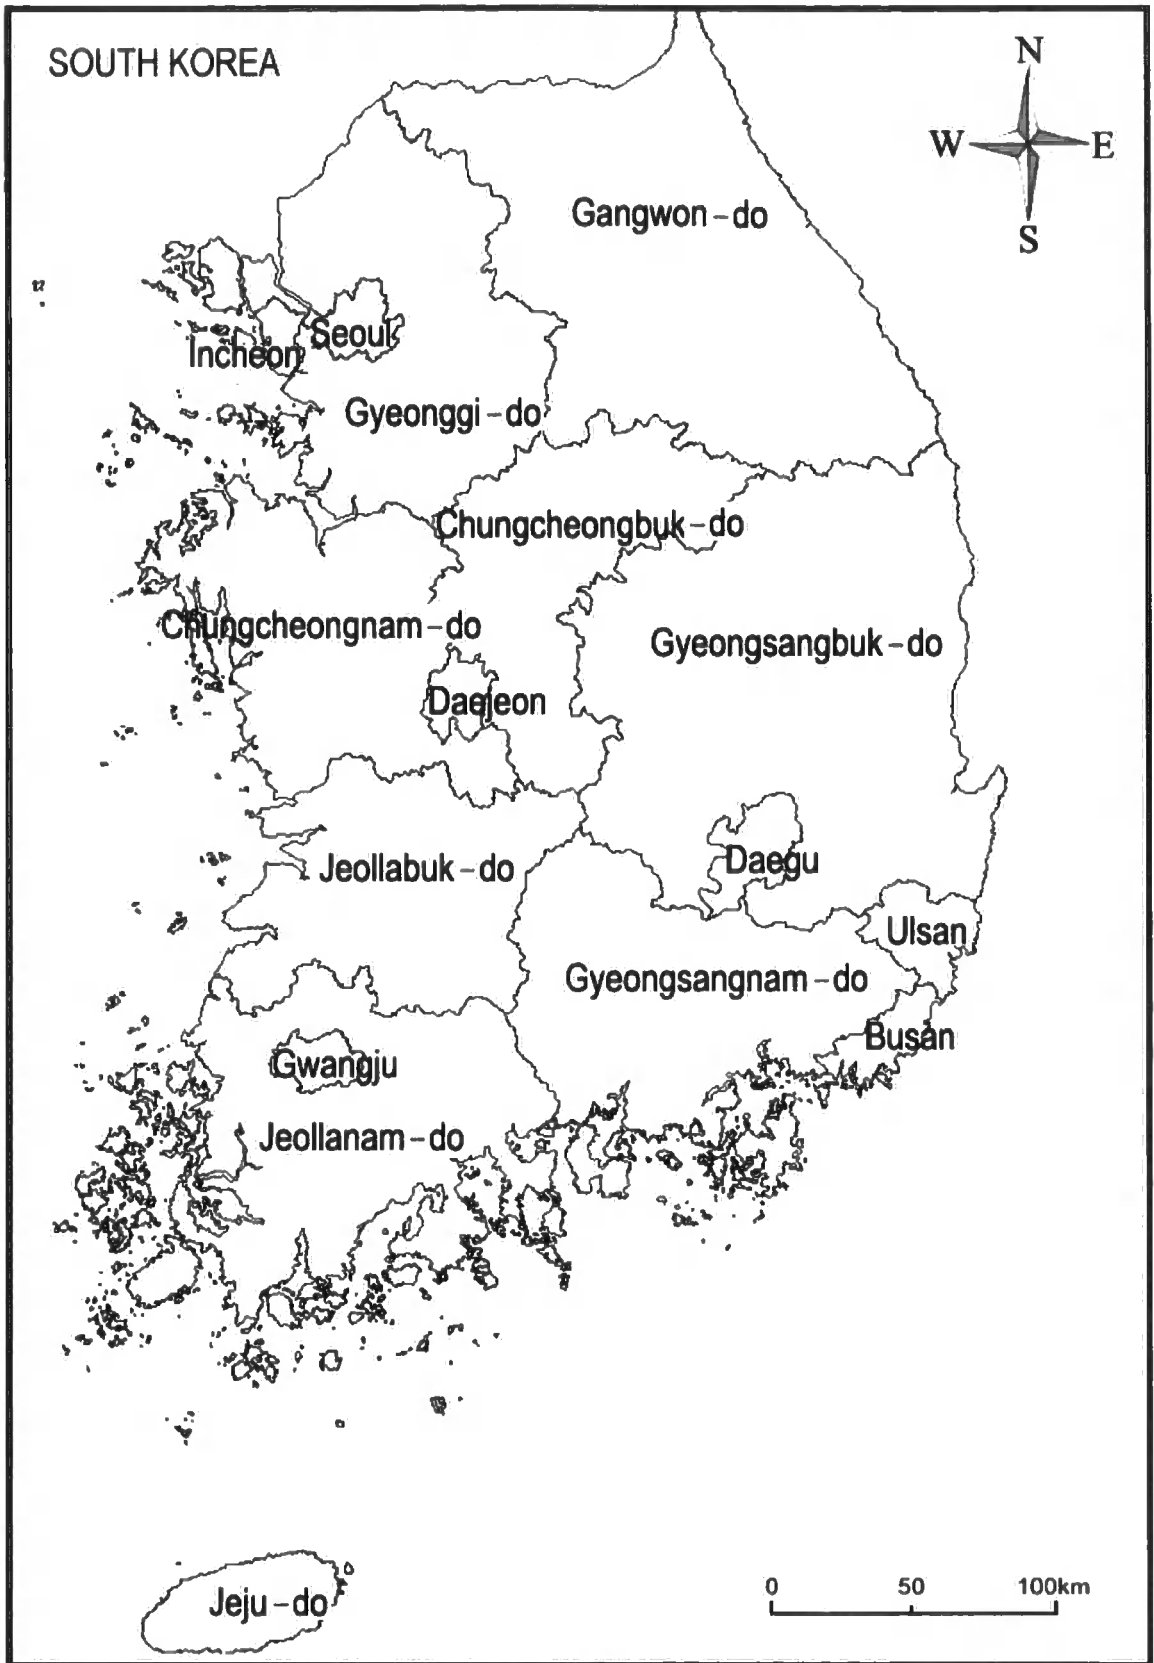 SOUTH KOREA
N
W E
S
Gangwon-do
Seoul
Incheon
Gyeonggi-do
Chungcheongbuk-do
Chungcheongnam-do
Gyeongsangbuk-do
Daejeon
Daegu
Jeollabuk-do
Ulsan
Gyeongsangnam-do
Busan
Gwangju
Jeollanam-do
Jeju-do
0 50 100km